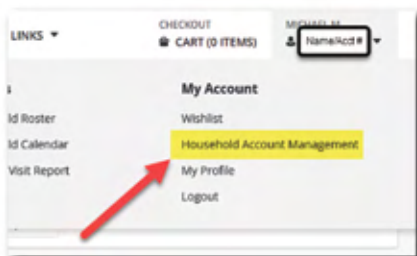 LINKS
CHECKOUT
CART (0 ITEMS)
MICHAEL M
Name/Acct #
My Account
ld Roster
Wishlist
ld Calendar
Household Account Management
Visit Report
My Profile
Logout